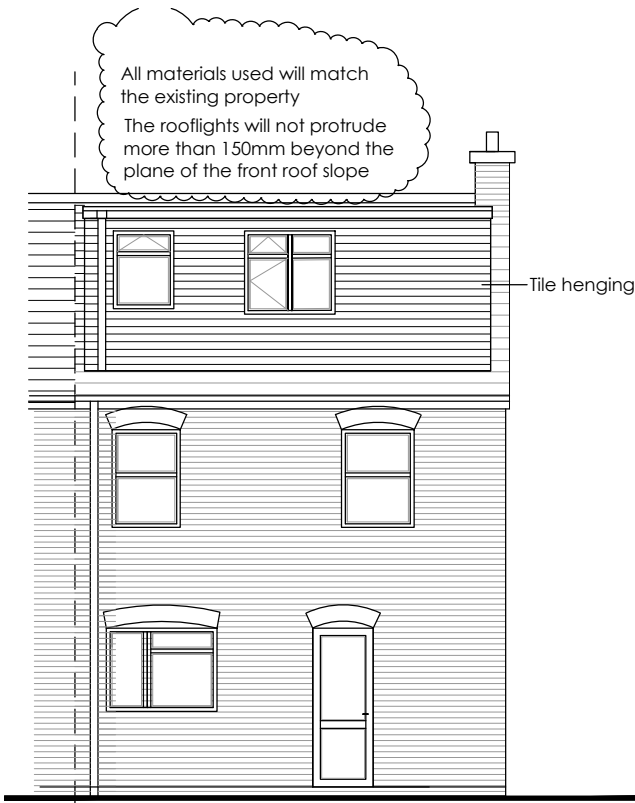 All materials used will match
the existing property
The rooflights will not protrude
more than 150mm beyond the
plane of the front roof slope
Tile henging